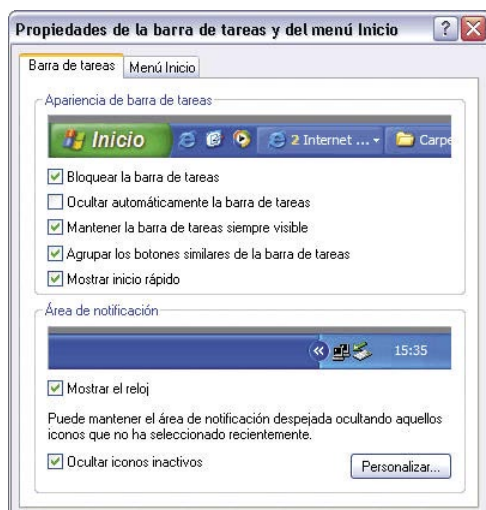 Propiedades de la barra de tareas y del menú Inicio
Barra de tareas Menú Inicio
Apariencia de barra de tareas
Inicio 2 Internet ... Carpe
Bloquear la barra de tareas
Ocultar automáticamente la barra de tareas
Mantener la barra de tareas siempre visible
Agrupar los botones similares de la barra de tareas
Mostrar inicio rápido
Área de notificación
15:35
Mostrar el reloj
Puede mantener el área de notificación despejada ocultando aquellos
iconos que no ha seleccionado recientemente.
Ocultar iconos inactivos Personalizar...